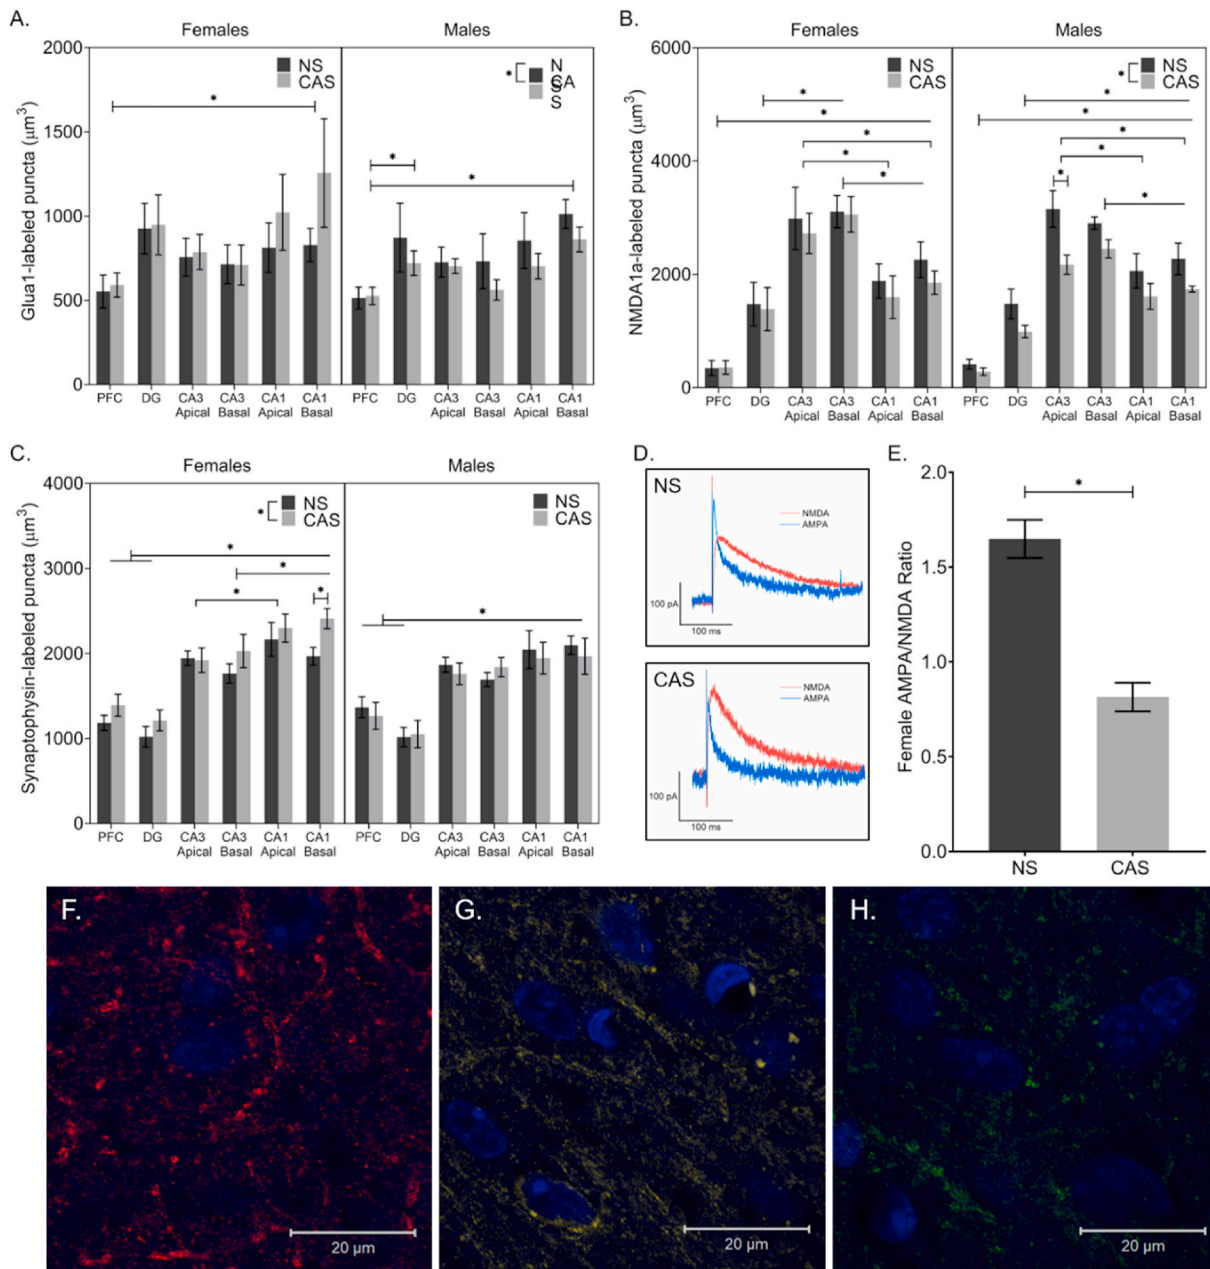 A.
Females
Males
2000
1500
1000
500
0
Glua1-labeled puncta (µm³)
NS
CAS
*
* N
CA
S
S
* *
PFC DG CA3 Apical CA3 Basal CA1 Apical CA1 Basal
PFC DG CA3 Apical CA3 Basal CA1 Apical CA1 Basal
B.
Females
Males
6000
4000
2000
0
NMDA1a-labeled puncta (µm³)
NS
CAS
* NS
CAS
* * * * *
* * * * * *
PFC DG CA3 Apical CA3 Basal CA1 Apical CA1 Basal
PFC DG CA3 Apical CA3 Basal CA1 Apical CA1 Basal
C.
Females
Males
4000
3000
2000
1000
0
Synaptophysin-labeled puncta (µm³)
* NS
CAS
NS
CAS
* * * *
*
PFC DG CA3 Apical CA3 Basal CA1 Apical CA1 Basal
PFC DG CA3 Apical CA3 Basal CA1 Apical CA1 Basal
D.
NS
NMDA
AMPA
100 pA
100 ms
CAS
NMDA
AMPA
100 pA
100 ms
E.
2.0
1.5
1.0
0.5
0.0
Female AMPA/NMDA Ratio
*
NS CAS
F.
20 µm
G.
20 µm
H.
20 µm